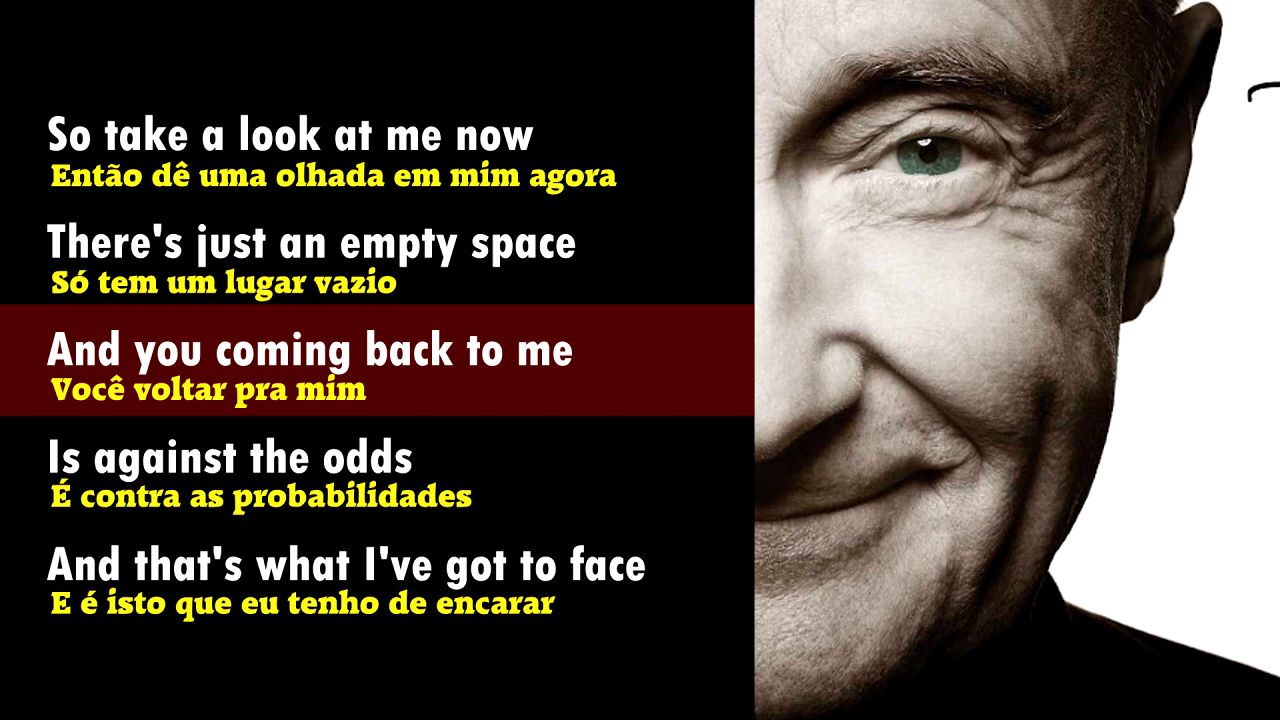 So take a look at me now
Então dê uma olhada em mim agora
There's just an empty space
Só tem um lugar vazio
And you coming back to me
Você voltar pra mim
Is against the odds
É contra as probabilidades
And that's what I've got to face
E é isto que eu tenho de encarar